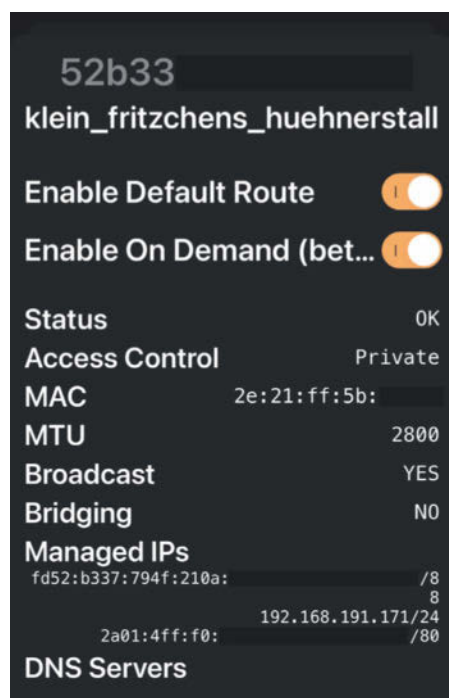 52b33
klein_fritzchens_huehnerstall
Enable Default Route
Enable On Demand (bet...
Status OK
Access Control Private
MAC 2e:21:ff:5b:
MTU 2800
Broadcast YES
Bridging NO
Managed IPs
fd52:b337:794f:210a: /8
8
192.168.191.171/24
2a01:4ff:f0: /80
DNS Servers